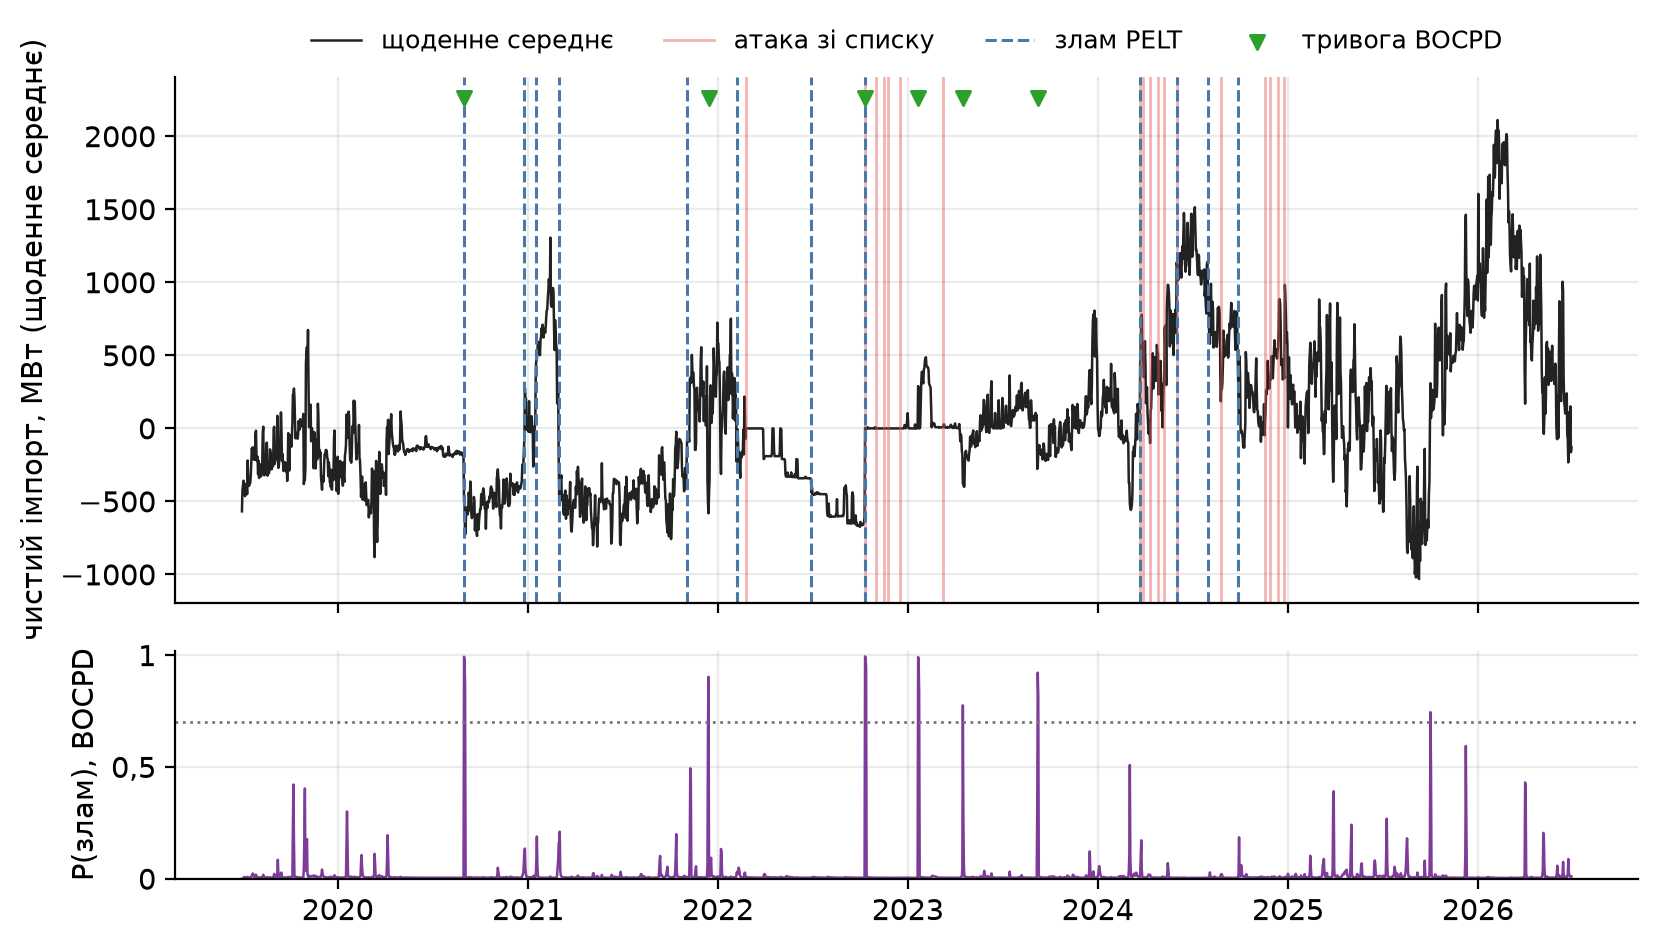 щоденне середнє
атака зі списку
злам PELT
тривога BOCPD
чистий імпорт, МВт (щоденне середнє)
2000
1500
1000
500
0
−500
−1000
P(злам), BOCPD
1
0,5
0
2020
2021
2022
2023
2024
2025
2026